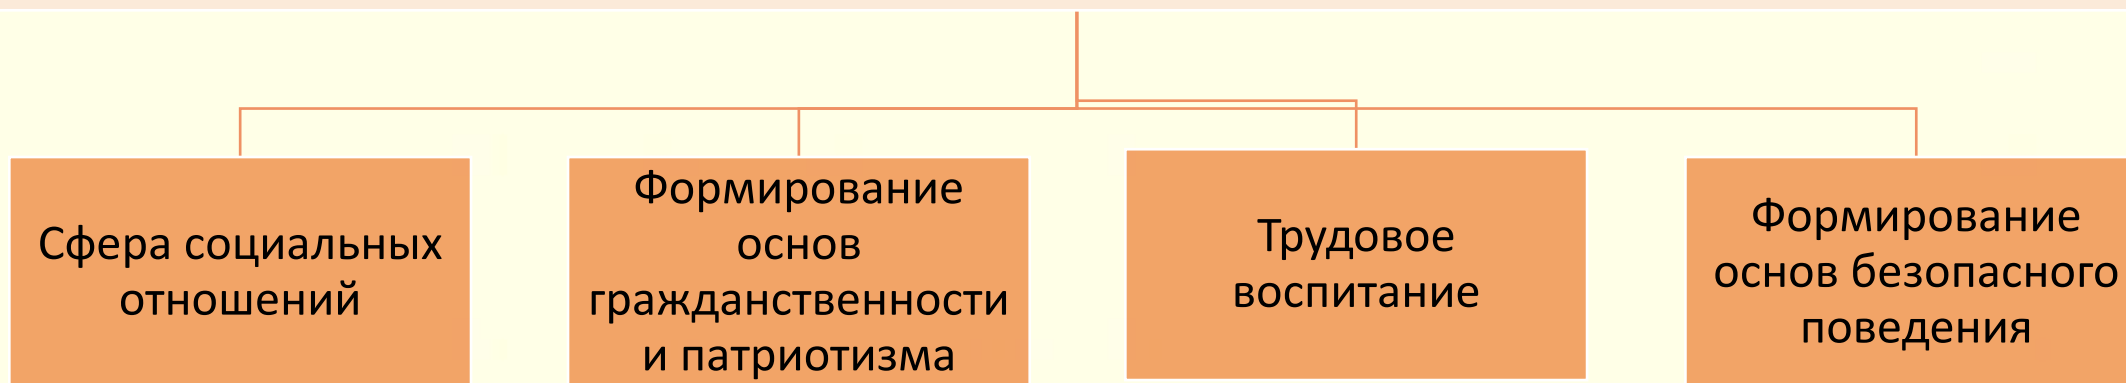 Сфера социальных
отношений
Формирование
основ
гражданственности
и патриотизма
Трудовое
воспитание
Формирование
основ безопасного
поведения